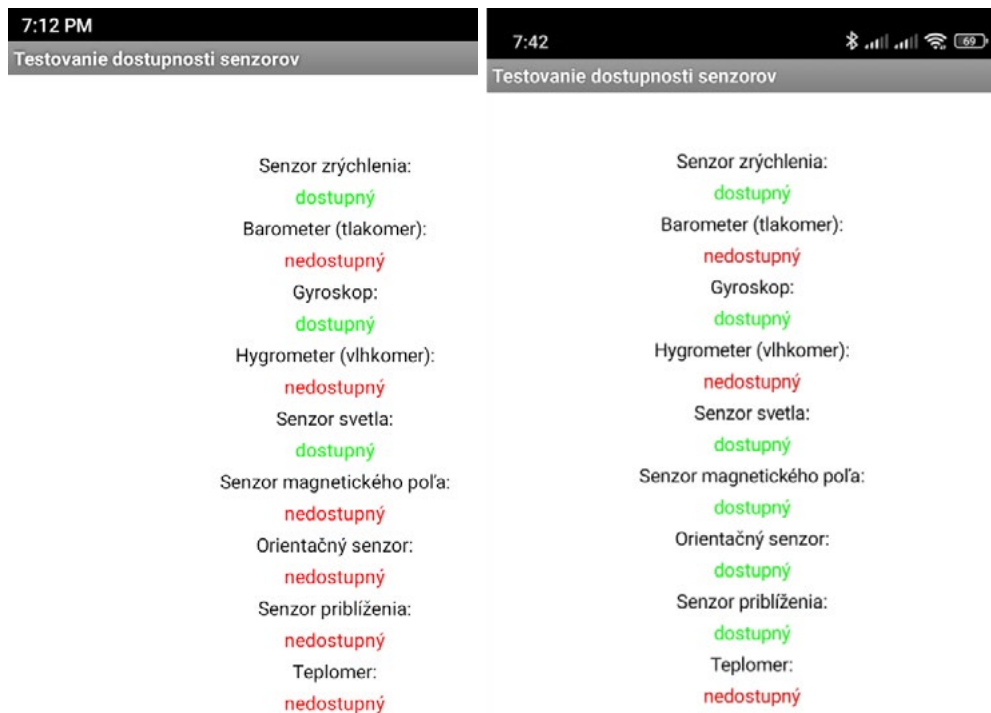 7:12 PM
Testovanie dostupnosti senzorov
Senzor zrýchlenia:
dostupný
Barometer (tlakomer):
nedostupný
Gyroskop:
dostupný
Hygrometer (vlhkomer):
nedostupný
Senzor svetla:
dostupný
Senzor magnetického poľa:
nedostupný
Orientačný senzor:
nedostupný
Senzor priblíženia:
nedostupný
Teplomer:
nedostupný
7:42
69
Testovanie dostupnosti senzorov
Senzor zrýchlenia:
dostupný
Barometer (tlakomer):
nedostupný
Gyroskop:
dostupný
Hygrometer (vlhkomer):
nedostupný
Senzor svetla:
dostupný
Senzor magnetického poľa:
dostupný
Orientačný senzor:
dostupný
Senzor priblíženia:
dostupný
Teplomer:
nedostupný